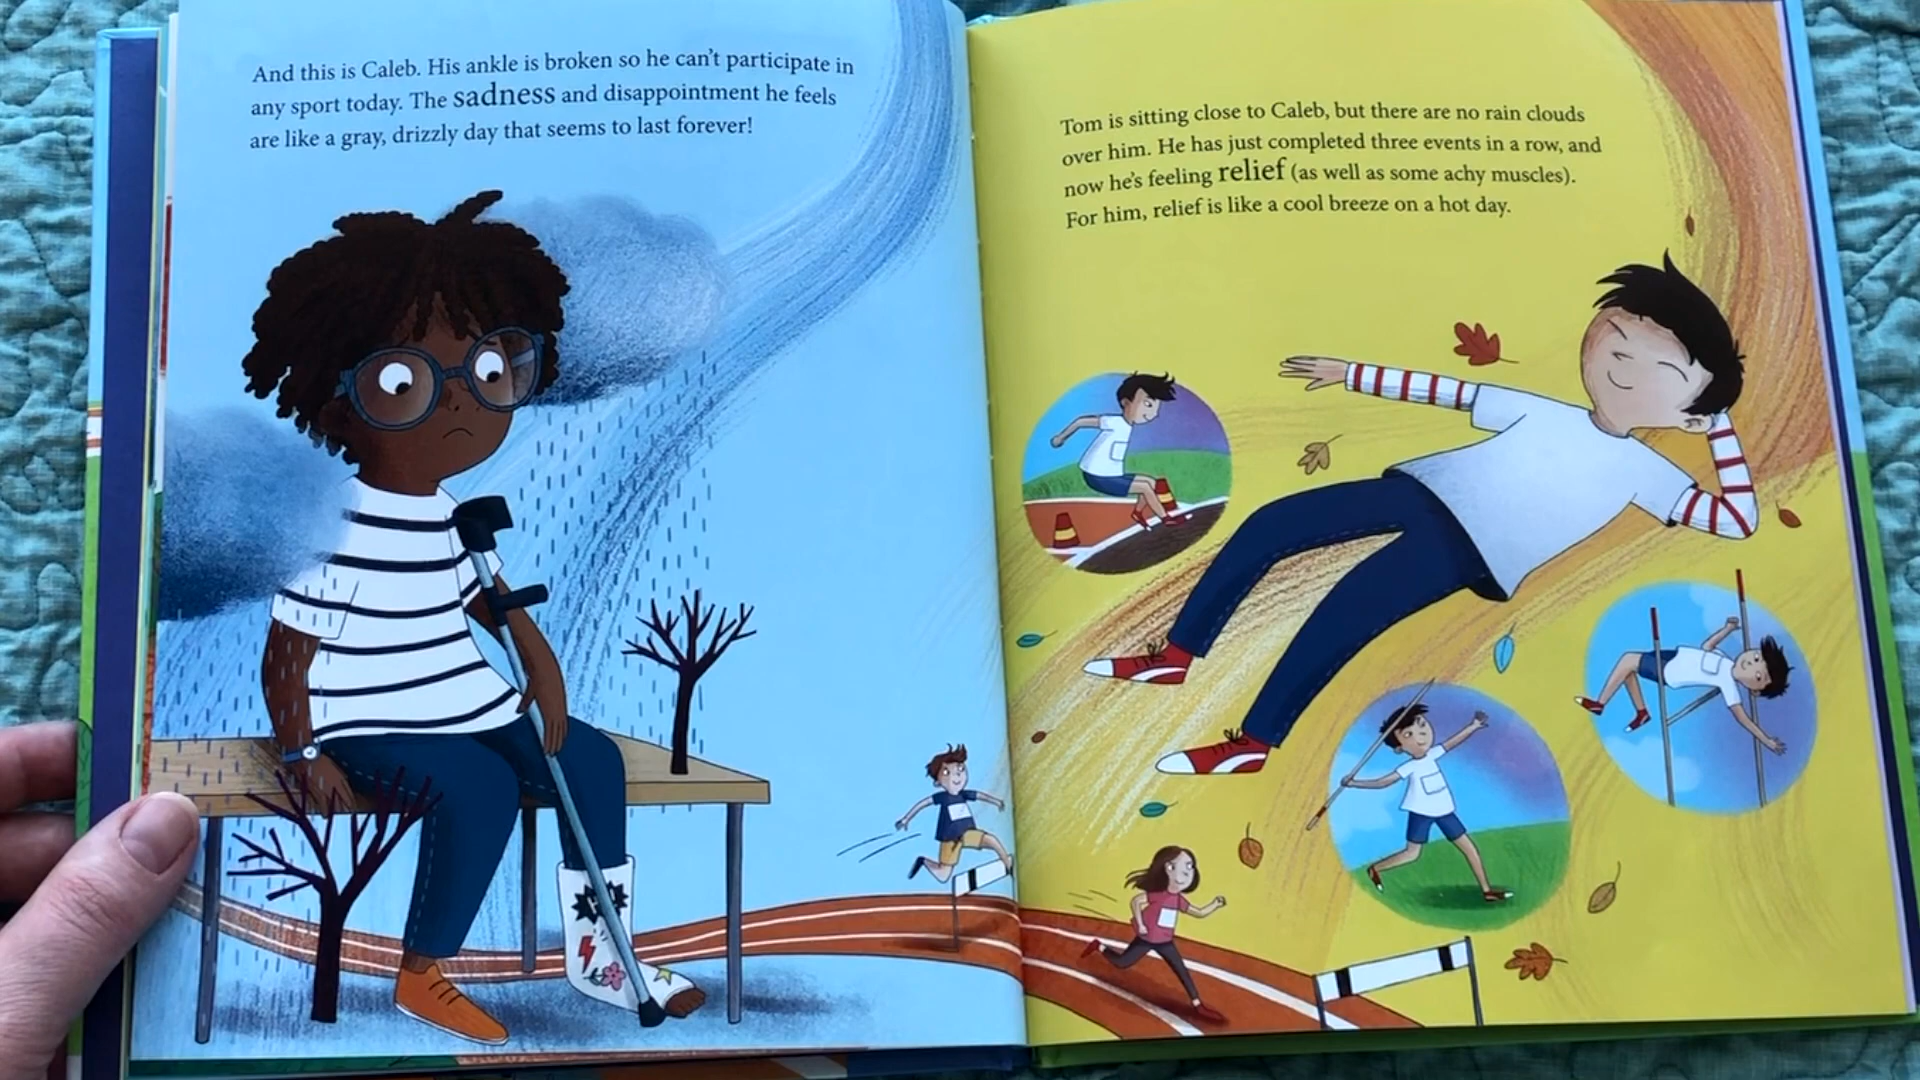 And this is Caleb. His ankle is broken so he can't participate in
any sport today. The sadness and disappointment he feels
are like a gray, drizzly day that seems to last forever!
Tom is sitting close to Caleb, but there are no rain clouds
over him. He has just completed three events in a row, and
now he's feeling relief (as well as some achy muscles).
For him, relief is like a cool breeze on a hot day.